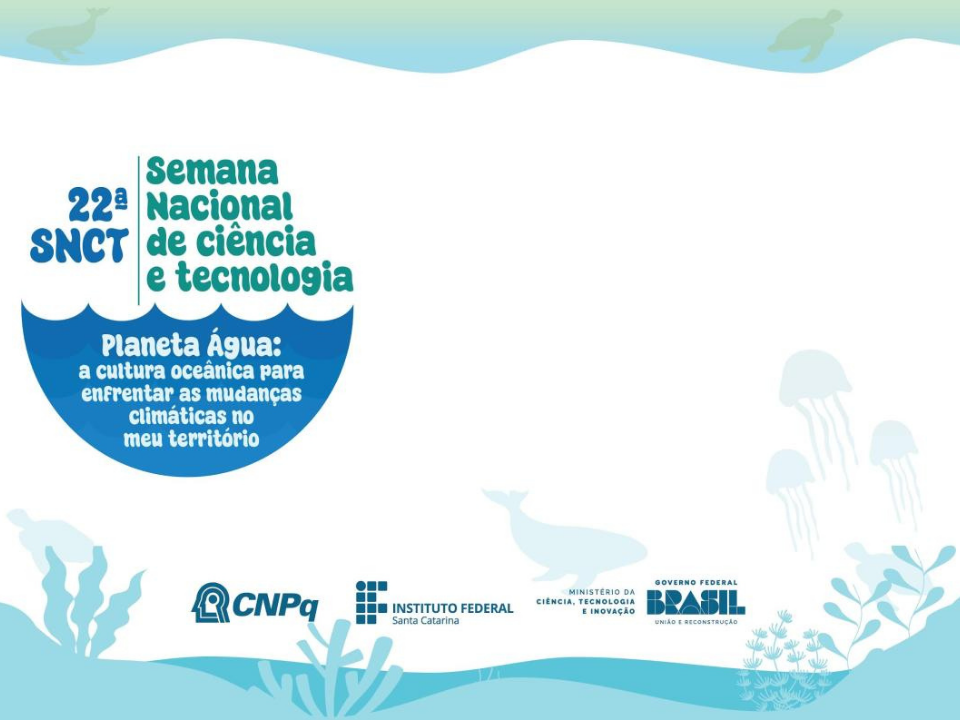 22ª
SNCT
Semana
Nacional
de ciência
e tecnologia
Planeta Água:
a cultura oceânica para
enfrentar as mudanças
climáticas no
meu território
CNPq
INSTITUTO FEDERAL
Santa Catarina
MINISTÉRIO DA
CIÊNCIA, TECNOLOGIA
E INOVAÇÃO
GOVERNO FEDERAL
BRASIL
UNIÃO E RECONSTRUÇÃO